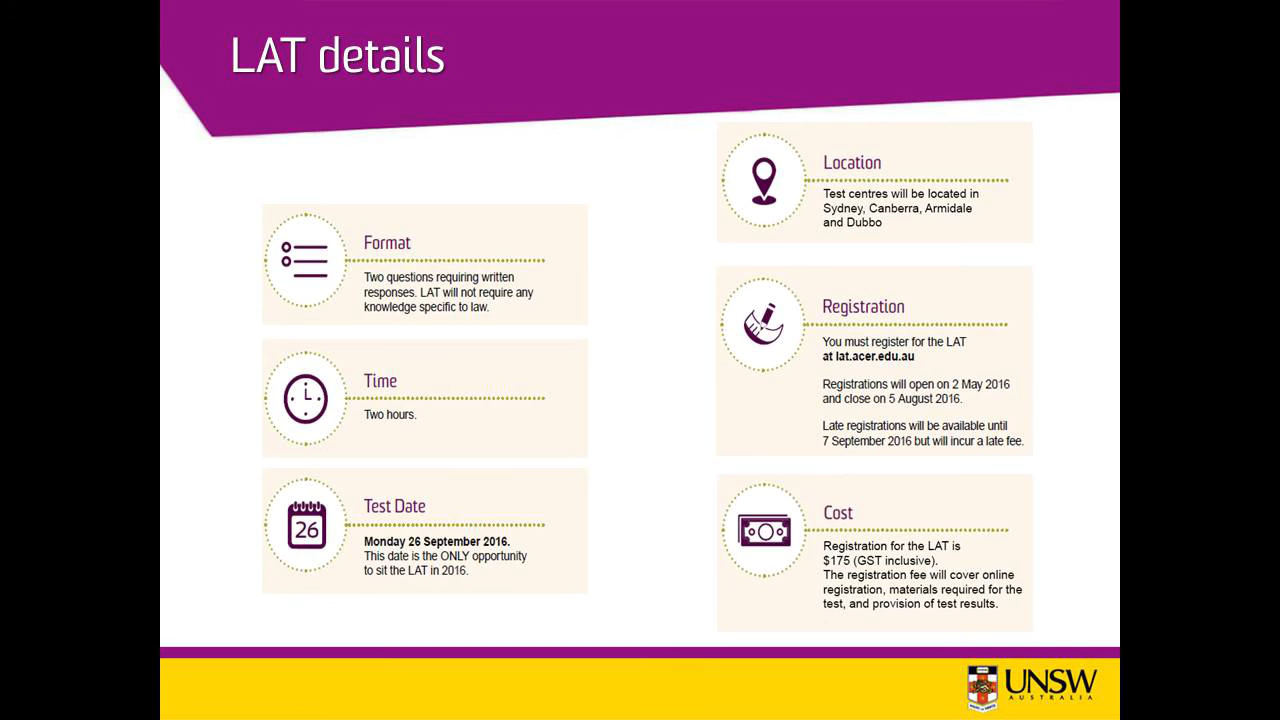 LAT details
Format
Two questions requiring written
responses. LAT will not require any
knowledge specific to law.
Time
Two hours.
26
Test Date
Monday 26 September 2016.
This date is the ONLY opportunity
to sit the LAT in 2016.
Location
Test centres will be located in
Sydney, Canberra, Armidale
and Dubbo
Registration
You must register for the LAT
at lat.acer.edu.au
Registrations will open on 2 May 2016
and close on 5 August 2016.
Late registrations will be available until
7 September 2016 but will incur a late fee.
Cost
Registration for the LAT is
$175 (GST inclusive).
The registration fee will cover online
registration, materials required for the
test, and provision of test results.
UNSW
AUSTRALIA